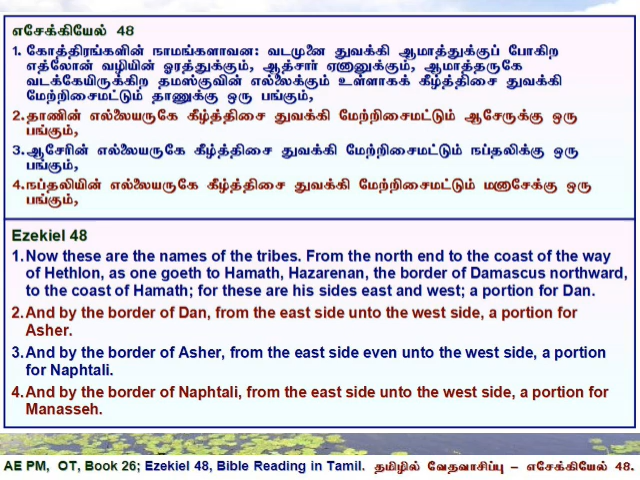 எசேக்கியேல் 48
1. கோத்திரங்களின் நாமங்களாவன: வடமுனை துவக்கி ஆமாத்துக்குப் போகிற
எத்லோன் வழியின் ஓரத்துக்கும், ஆத்சார் ஏனானுக்கும், ஆமாத்தருகே
வடக்கேயிருக்கிற தமஸ்குவின் எல்லைக்கும் உள்ளாகக் கீழ்த்திசை துவக்கி
மேற்றிசைமட்டும் தாணுக்கு ஒரு பங்கும்,
2.தாணின் எல்லையருகே கீழ்த்திசை துவக்கி மேற்றிசைமட்டும் ஆசேருக்கு ஒரு
பங்கும்,
3.ஆசேரின் எல்லையருகே கீழ்த்திசை துவக்கி மேற்றிசைமட்டும் நப்தலிக்கு ஒரு
பங்கும்,
4.நப்தலியின் எல்லையருகே கீழ்த்திசை துவக்கி மேற்றிசைமட்டும் மனாசேக்கு ஒரு
பங்கும்,
Ezekiel 48
1.Now these are the names of the tribes. From the north end to the coast of the way
of Hethlon, as one goeth to Hamath, Hazarenan, the border of Damascus northward,
to the coast of Hamath; for these are his sides east and west; a portion for Dan.
2.And by the border of Dan, from the east side unto the west side, a portion for
Asher.
3.And by the border of Asher, from the east side even unto the west side, a portion
for Naphtali.
4.And by the border of Naphtali, from the east side unto the west side, a portion for
Manasseh.
AE PM, OT, Book 26; Ezekiel 48, Bible Reading in Tamil. தமிழில் வேதவாசிப்பு – எசேக்கியேல் 48.